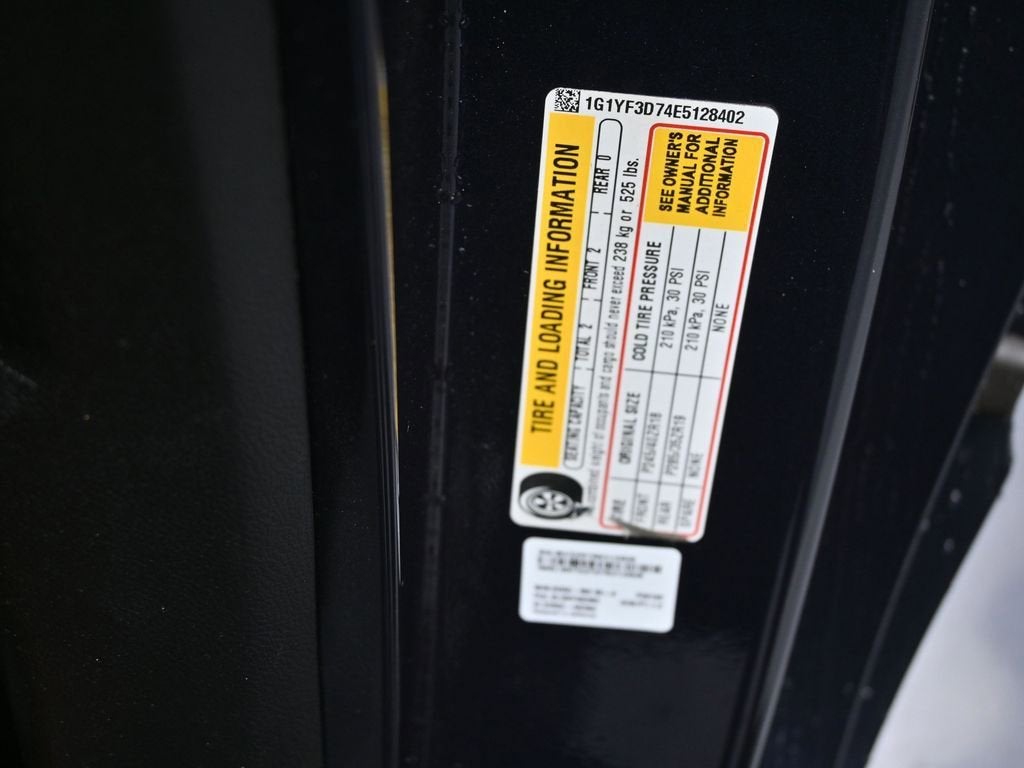 1G1YF3D74E5128402
TIRE AND LOADING INFORMATION
SEATING CAPACITY TOTAL 2 FRONT 2 REAR 0
combined weight of occupants and cargo should never exceed 238 kg or 525 lbs.
TIRE ORIGINAL SIZE COLD TIRE PRESSURE
FRONT P245/40ZR18 210 kPa, 30 PSI
REAR P285/35ZR19 210 kPa, 30 PSI
SPARE NONE NONE
SEE OWNER'S
MANUAL FOR
ADDITIONAL
INFORMATION